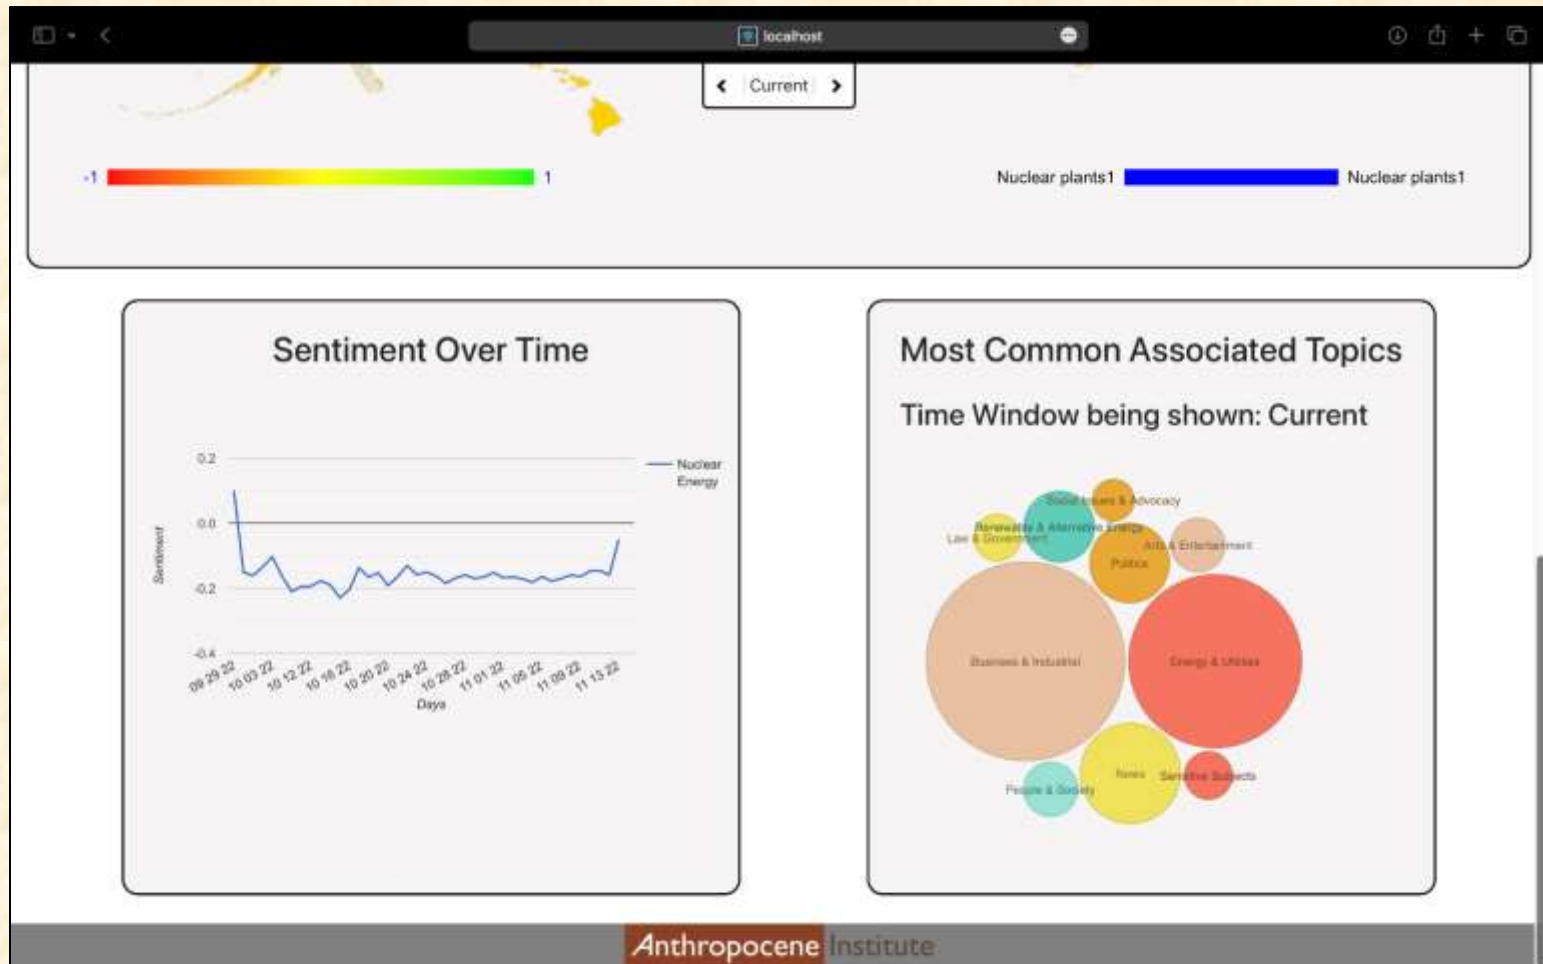 localhost
Current
-1
1
Nuclear plants1
Nuclear plants1
Sentiment Over Time
0.2
0.0
-0.2
-0.4
Sentiment
Nuclear
Energy
09 29 22
10 03 22
10 12 22
10 16 22
10 20 22
10 24 22
10 28 22
11 01 22
11 05 22
11 09 22
11 13 22
Days
Most Common Associated Topics
Time Window being shown: Current
Social Issues & Advocacy
Renewable & Alternative Energy
Law & Government
Arts & Entertainment
Politics
Business & Industrial
Energy & Utilities
News
Sensitive Subjects
People & Society
Anthropocene Institute